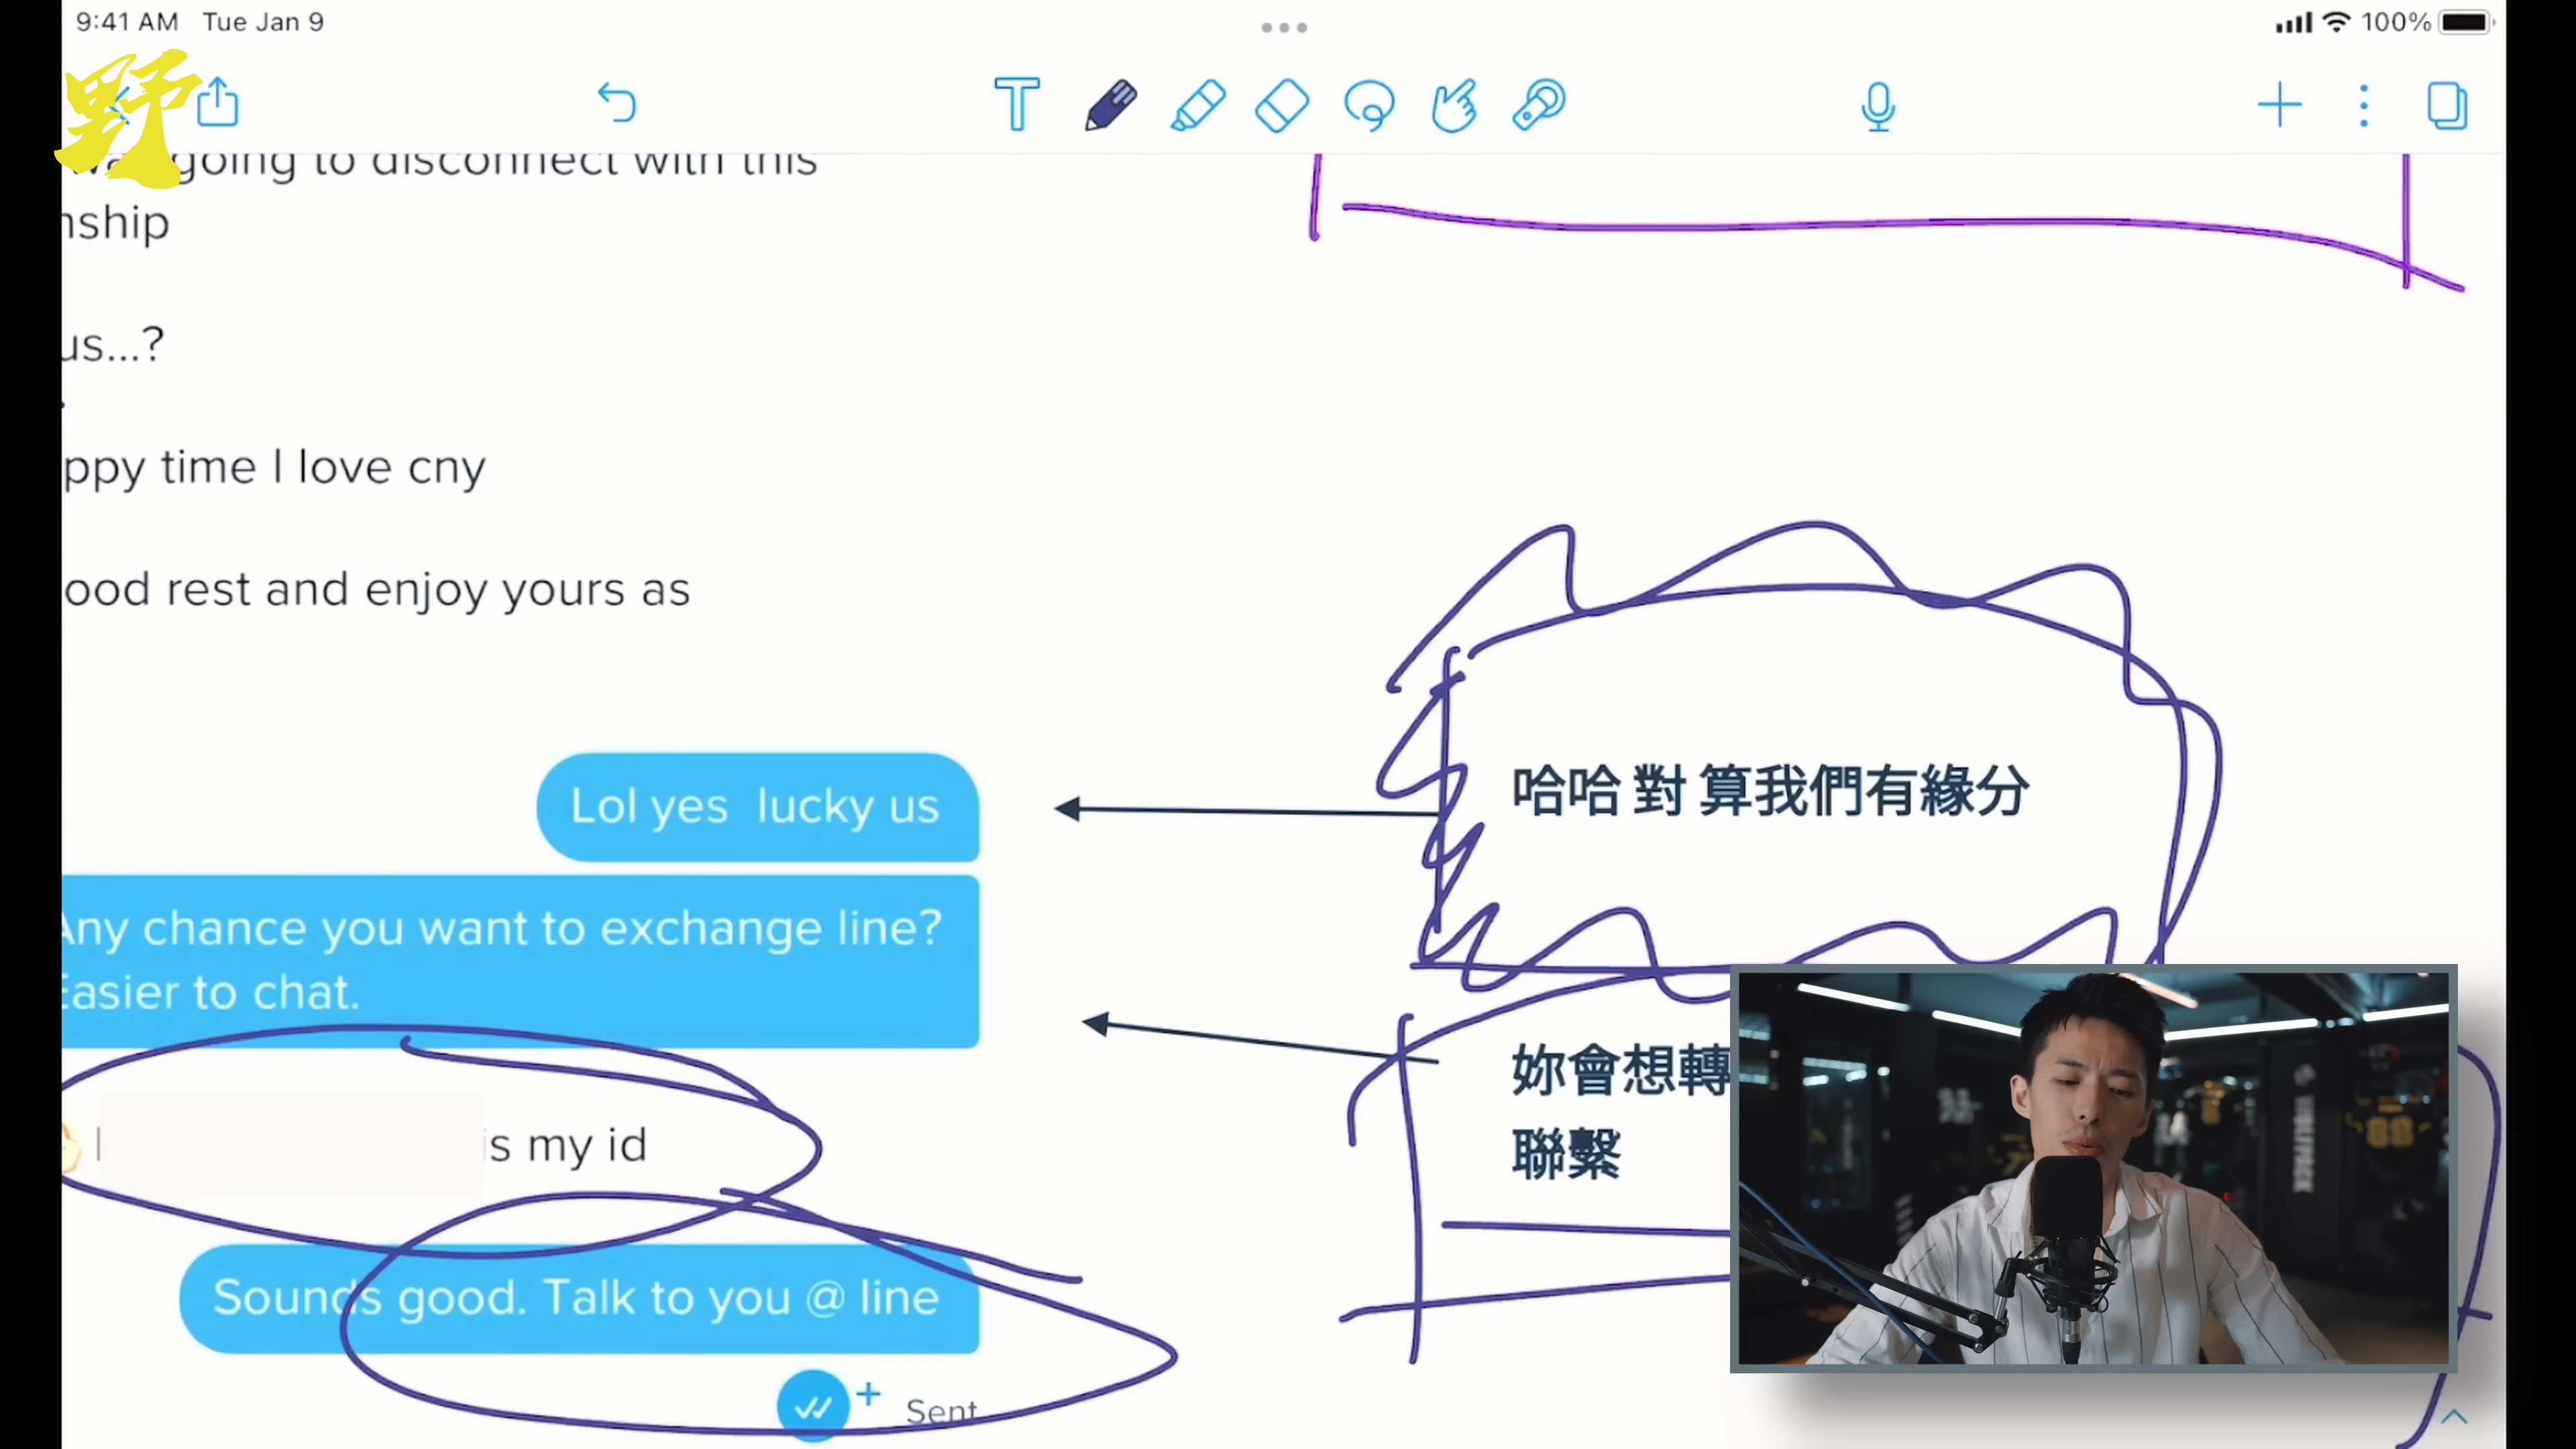 9:41 AM Tue Jan 9
100%
野
going to disconnect with this
nship
us...?
ppy time I love cny
ood rest and enjoy yours as
Lol yes lucky us
哈哈 對 算我們有緣分
Any chance you want to exchange line?
Easier to chat.
妳會想轉
聯繫
is my id
Sounds good. Talk to you @ line
Sent